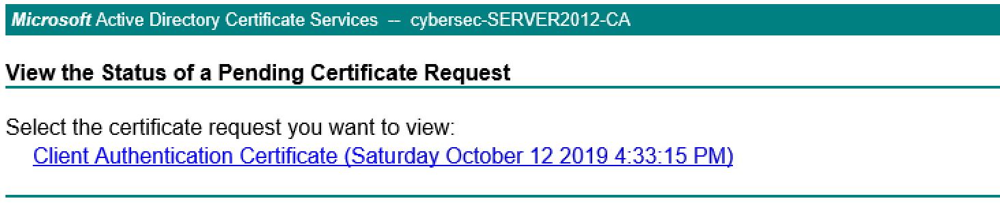 Microsoft Active Directory Certificate Services -- cybersec-SERVER2012-CA
View the Status of a Pending Certificate Request
Select the certificate request you want to view:
Client Authentication Certificate (Saturday October 12 2019 4:33:15 PM)